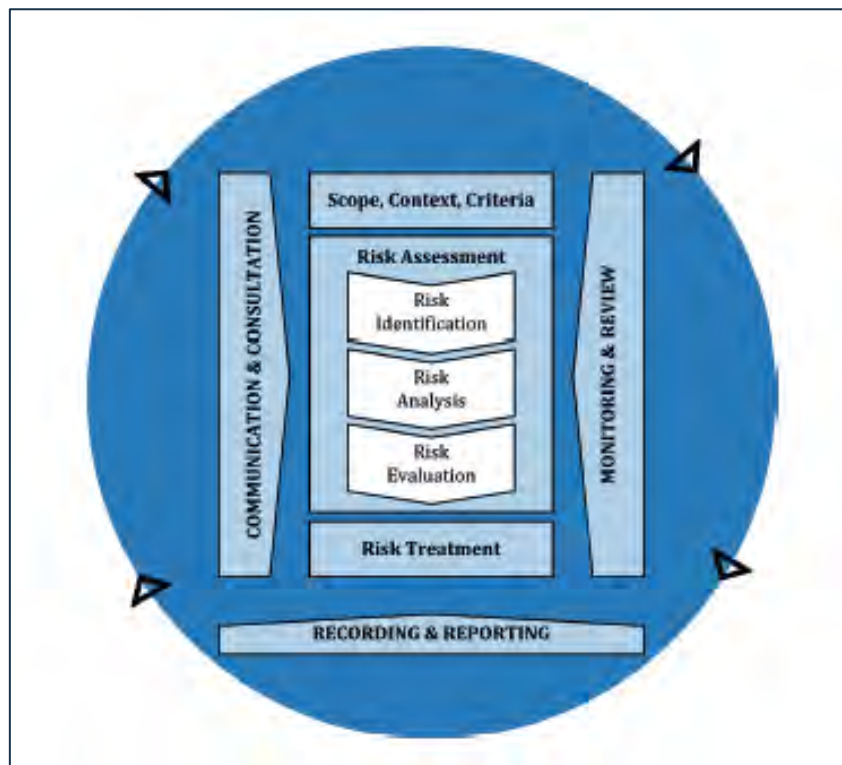 Scope, Context, Criteria
Risk Assessment
Risk
Identification
Risk
Analysis
Risk
Evaluation
Risk Treatment
COMMUNICATION & CONSULTATION
MONITORING & REVIEW
RECORDING & REPORTING